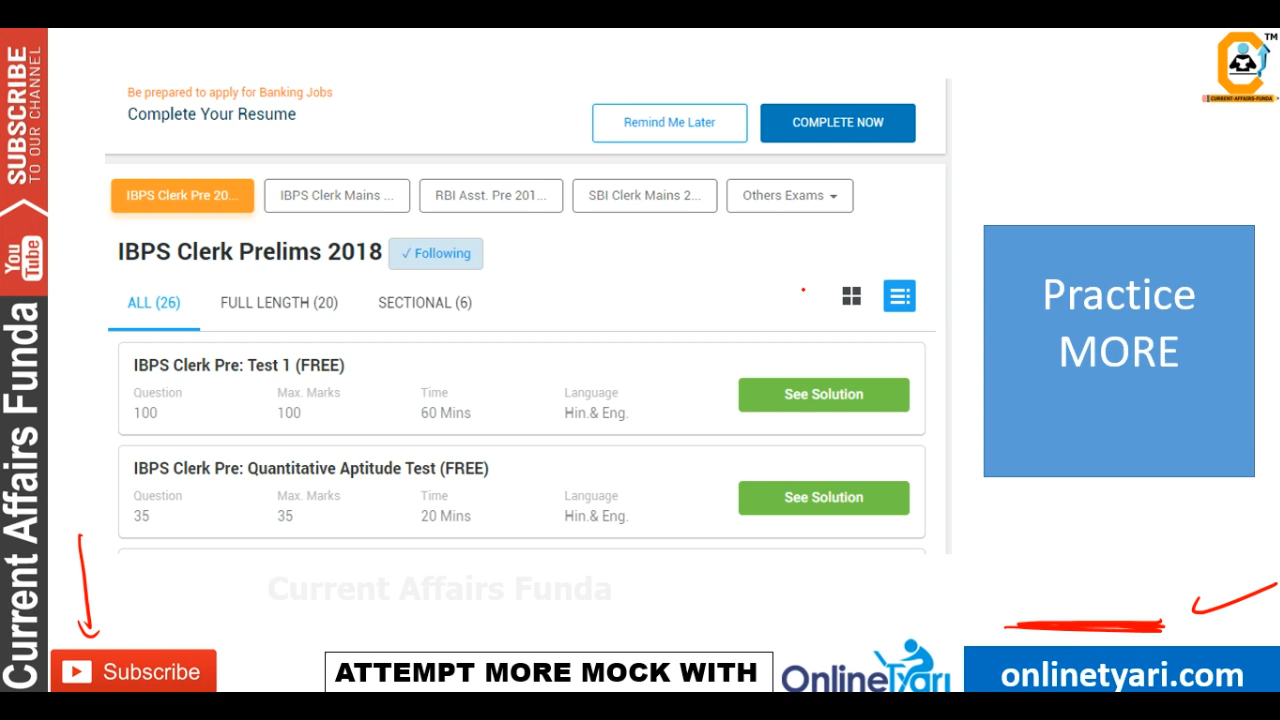 SUBSCRIBE
TO OUR CHANNEL
You
Tube
Current Affairs Funda
TM
CURRENT-AFFAIRS-FUNDA
Be prepared to apply for Banking Jobs
Complete Your Resume
Remind Me Later
COMPLETE NOW
IBPS Clerk Pre 20...
IBPS Clerk Mains ...
RBI Asst. Pre 201...
SBI Clerk Mains 2...
Others Exams
IBPS Clerk Prelims 2018
✓ Following
ALL (26)
FULL LENGTH (20)
SECTIONAL (6)
IBPS Clerk Pre: Test 1 (FREE)
Question Max. Marks Time Language
100 100 60 Mins Hin.& Eng.
See Solution
IBPS Clerk Pre: Quantitative Aptitude Test (FREE)
Question Max. Marks Time Language
35 35 20 Mins Hin.& Eng.
See Solution
Practice
MORE
Current Affairs Funda
Subscribe
ATTEMPT MORE MOCK WITH
OnlineTyari
onlinetyari.com